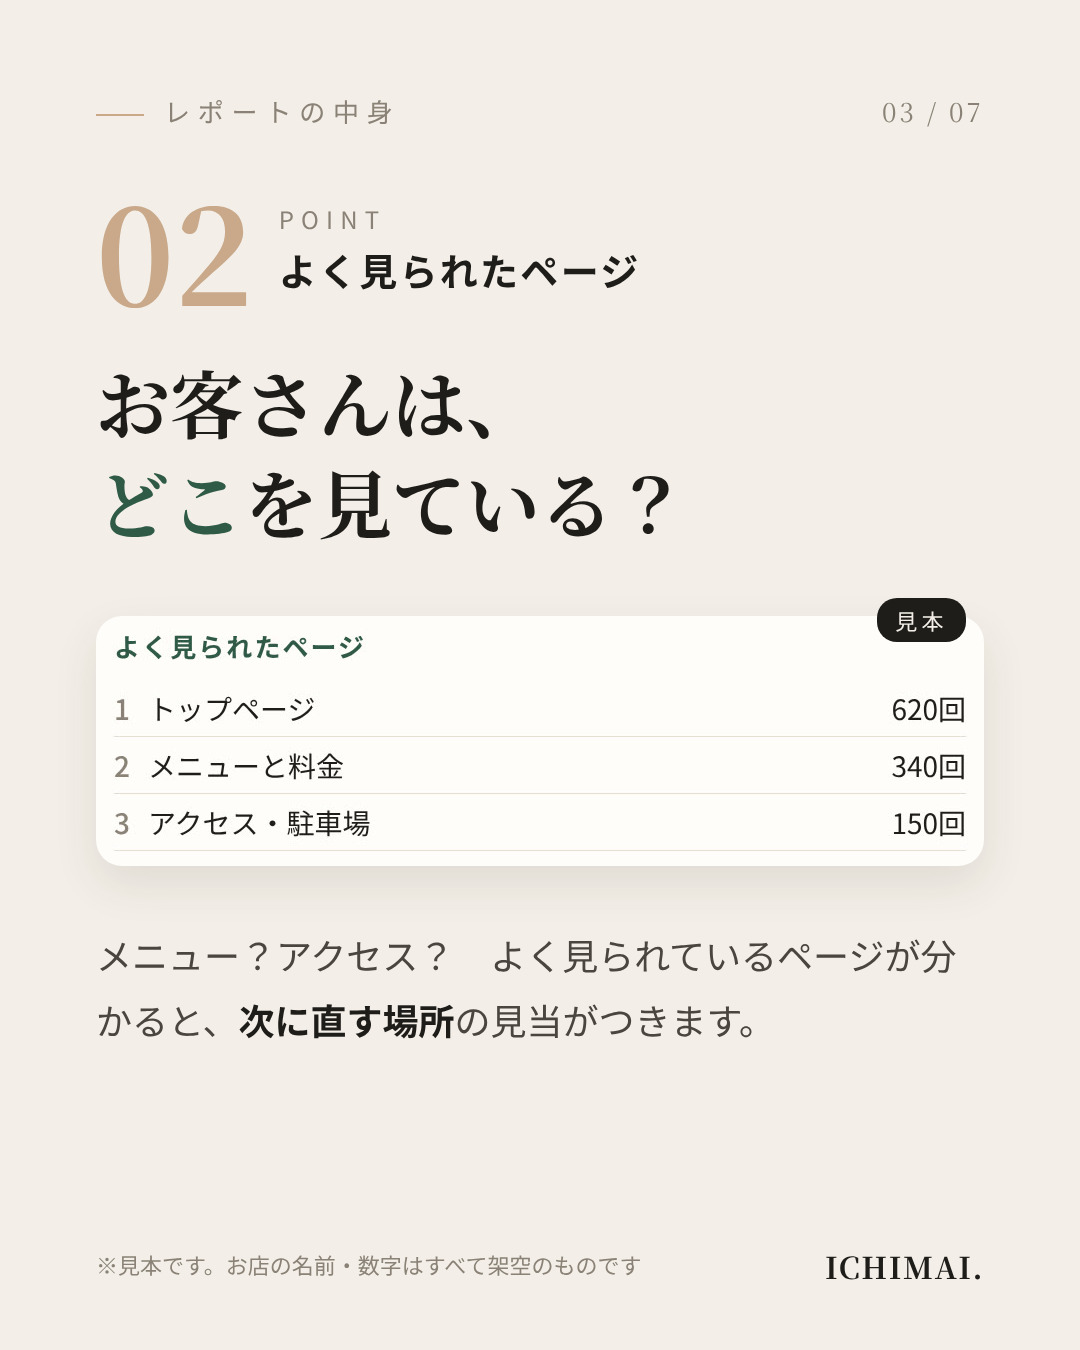 レポートの中身
03 / 07
02
POINT
よく見られたページ
お客さんは、
どこを見ている？
見本
よく見られたページ
1 トップページ 620回
2 メニューと料金 340回
3 アクセス・駐車場 150回
メニュー？アクセス？　よく見られているページが分
かると、次に直す場所の見当がつきます。
※見本です。お店の名前・数字はすべて架空のものです
ICHIMAI.